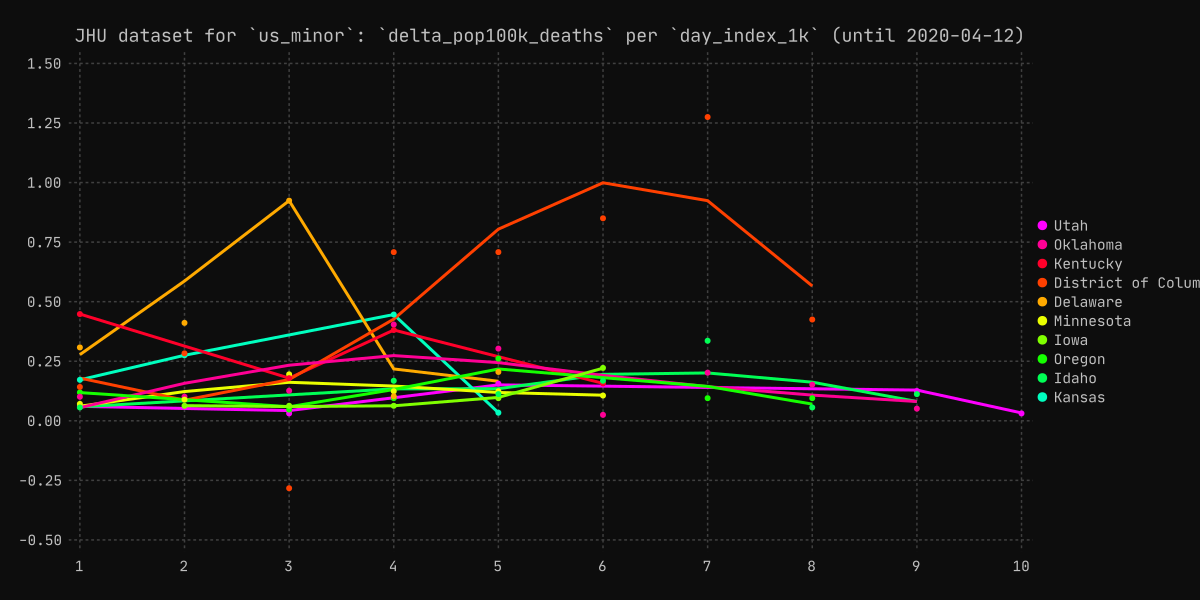 JHU dataset for `us_minor`: `delta_pop100k_deaths` per `day_index_1k` (until 2020-04-12)
1.50
1.25
1.00
0.75
0.50
0.25
0.00
-0.25
-0.50
1 2 3 4 5 6 7 8 9 10
Utah
Oklahoma
Kentucky
District of Colum
Delaware
Minnesota
Iowa
Oregon
Idaho
Kansas